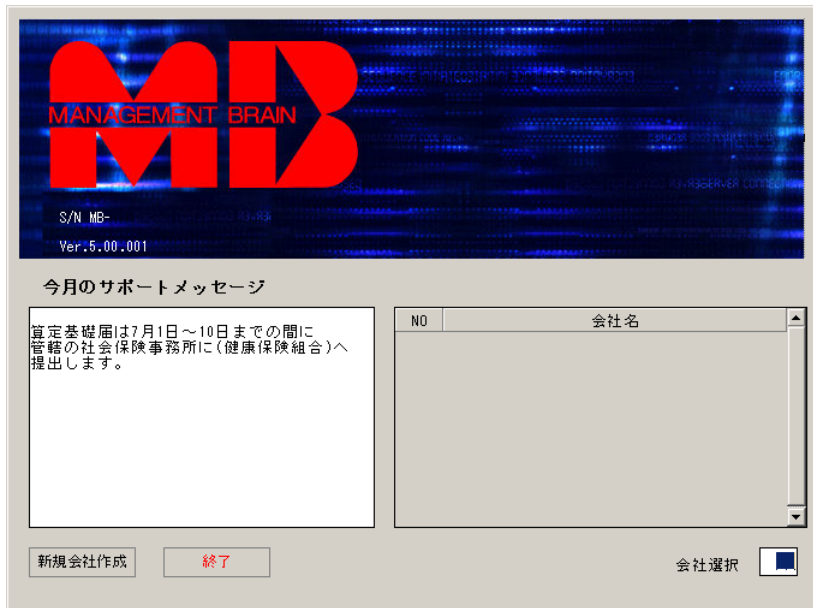 MANAGEMENT BRAIN
S/N MB-
Ver.5.00.001
今月のサポートメッセージ
算定基礎届は7月1日～10日までの間に
管轄の社会保険事務所に(健康保険組合)へ
提出します。
NO 会社名
新規会社作成 終了 会社選択